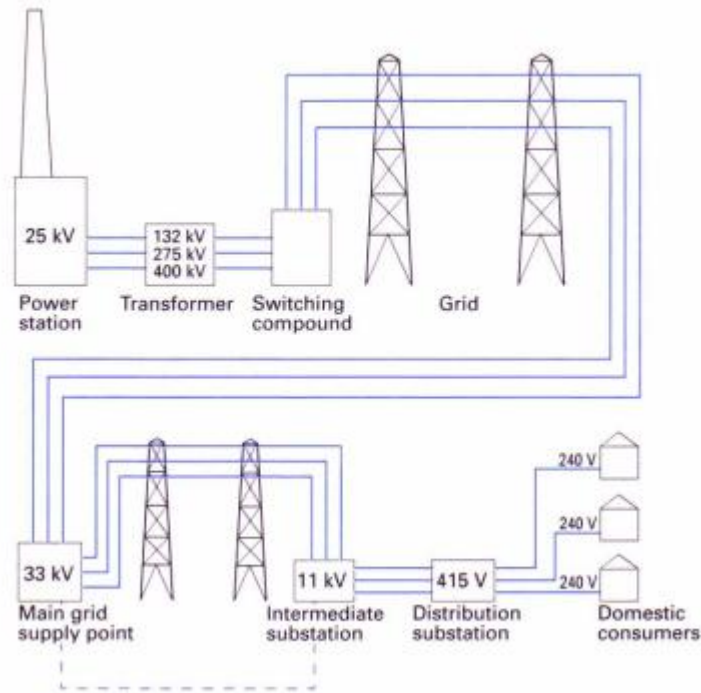 25 kV
132 kV
275 kV
400 kV
Power
station
Transformer
Switching
compound
Grid
240 V
240 V
240 V
33 kV
11 kV
415 V
Main grid
supply point
Intermediate
substation
Distribution
substation
Domestic
consumers